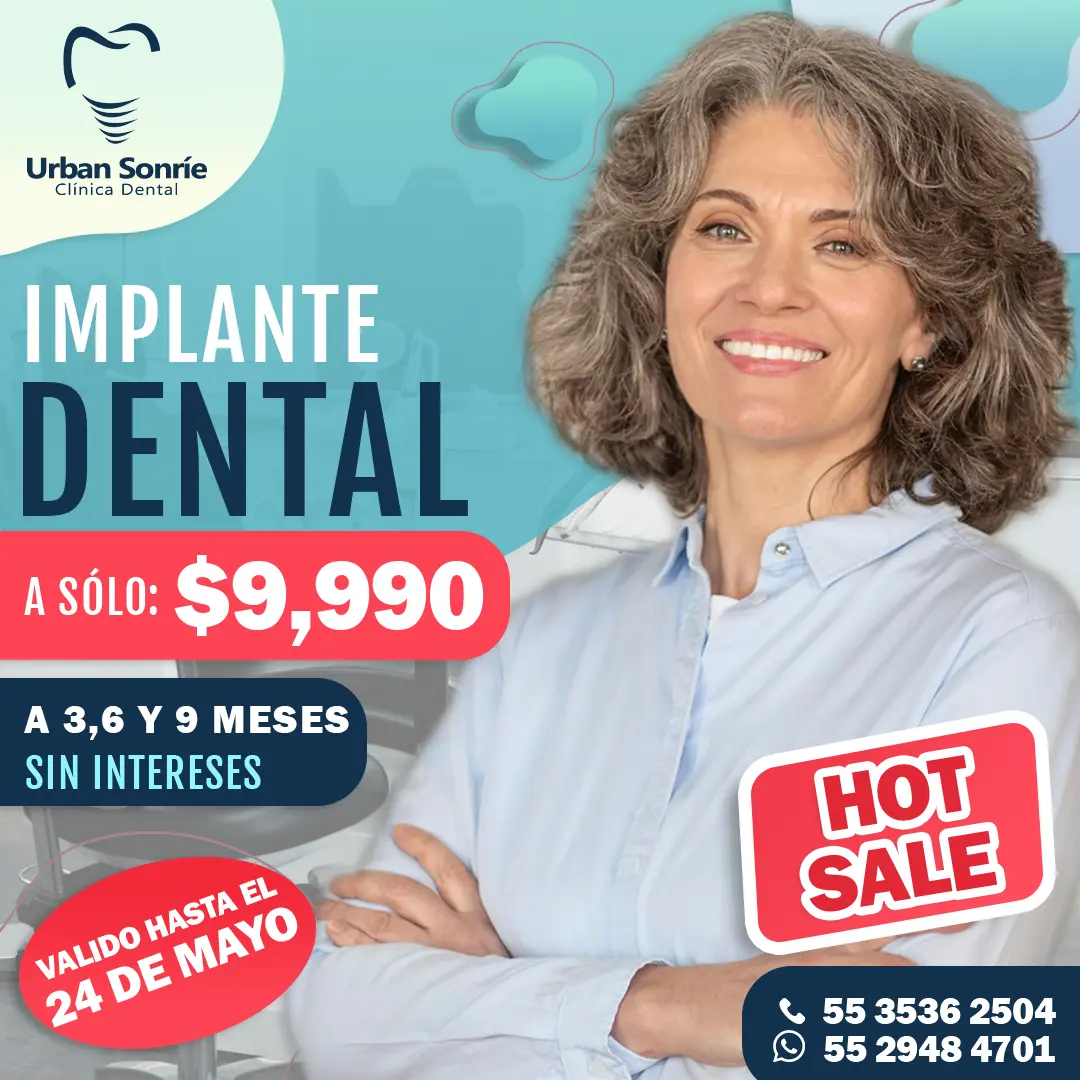 Urban Sonríe
Clínica Dental
IMPLANTE
DENTAL
A SÓLO: $9,990
A 3,6 Y 9 MESES
SIN INTERESES
VALIDO HASTA EL
24 DE MAYO
HOT
SALE
55 3536 2504
55 2948 4701